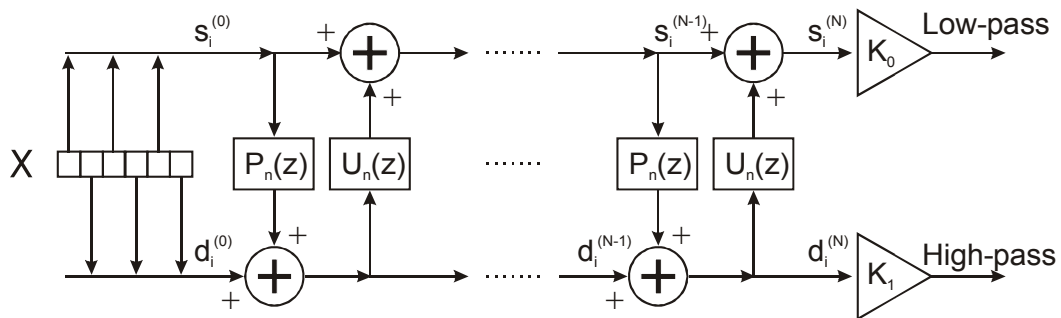 s_i^(0) + s_i^(N-1) + s_i^(N) Low-pass
+ + + K_0
+ +
X P_n(z) U_n(z) ........ P_n(z) U_n(z)
+ +
d_i^(0) + d_i^(N-1) + d_i^(N) High-pass
+ + K_1